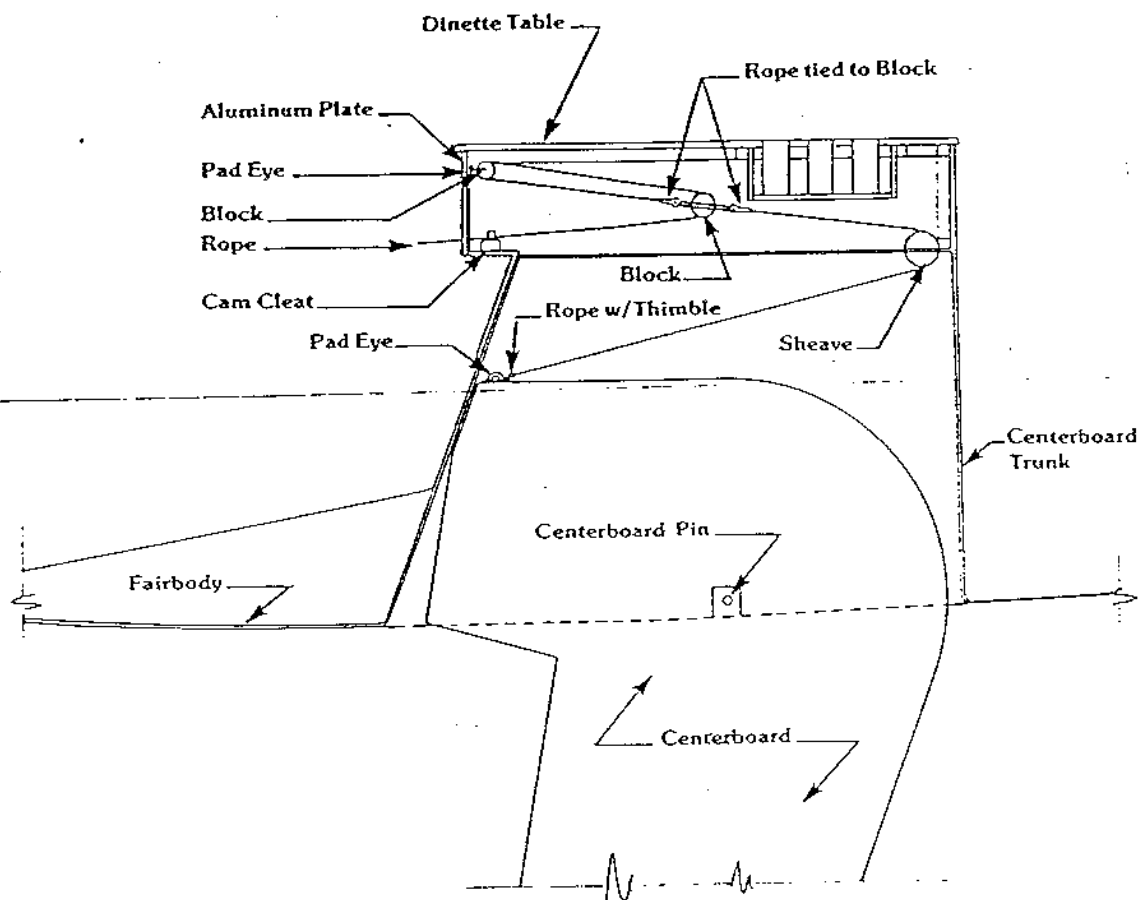 Dinette Table
Rope tied to Block
Aluminum Plate
Pad Eye
Block
Rope
Block
Cam Cleat
Rope w/Thimble
Pad Eye
Sheave
Centerboard
Trunk
Centerboard Pin
Fairbody
Centerboard